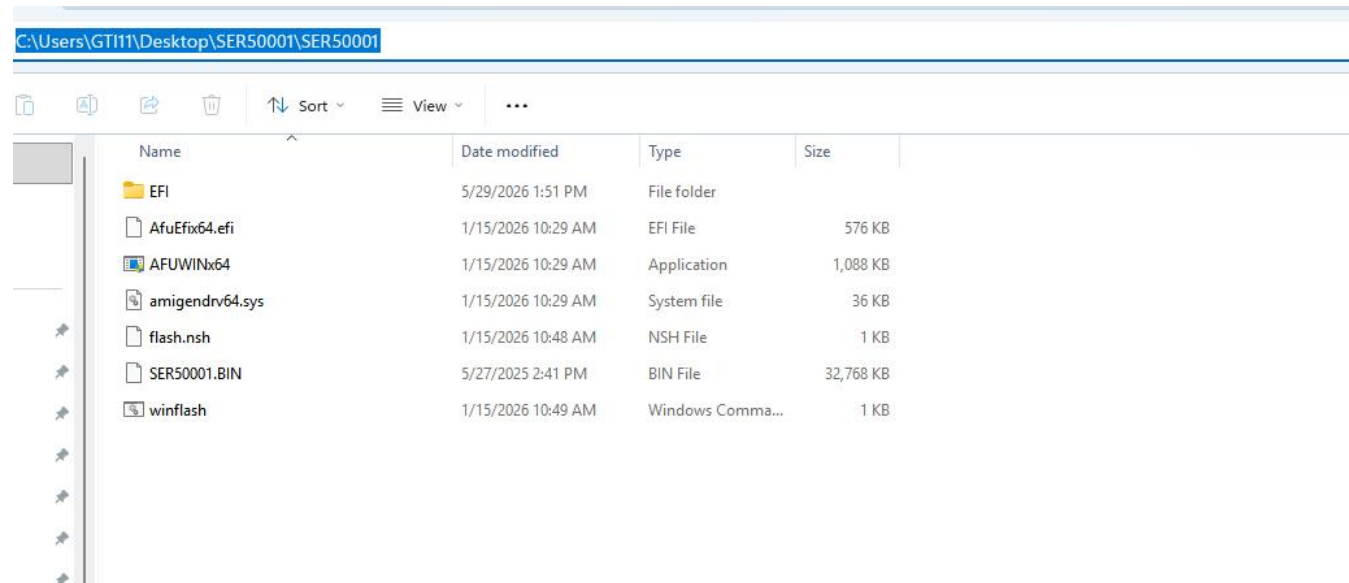 C:\Users\GTI11\Desktop\SER50001\SER50001
Sort View ...
Name Date modified Type Size
EFI 5/29/2026 1:51 PM File folder
AfuEfix64.efi 1/15/2026 10:29 AM EFI File 576 KB
AFUWINx64 1/15/2026 10:29 AM Application 1,088 KB
amigendrv64.sys 1/15/2026 10:29 AM System file 36 KB
flash.nsh 1/15/2026 10:48 AM NSH File 1 KB
SER50001.BIN 5/27/2025 2:41 PM BIN File 32,768 KB
winflash 1/15/2026 10:49 AM Windows Comma... 1 KB